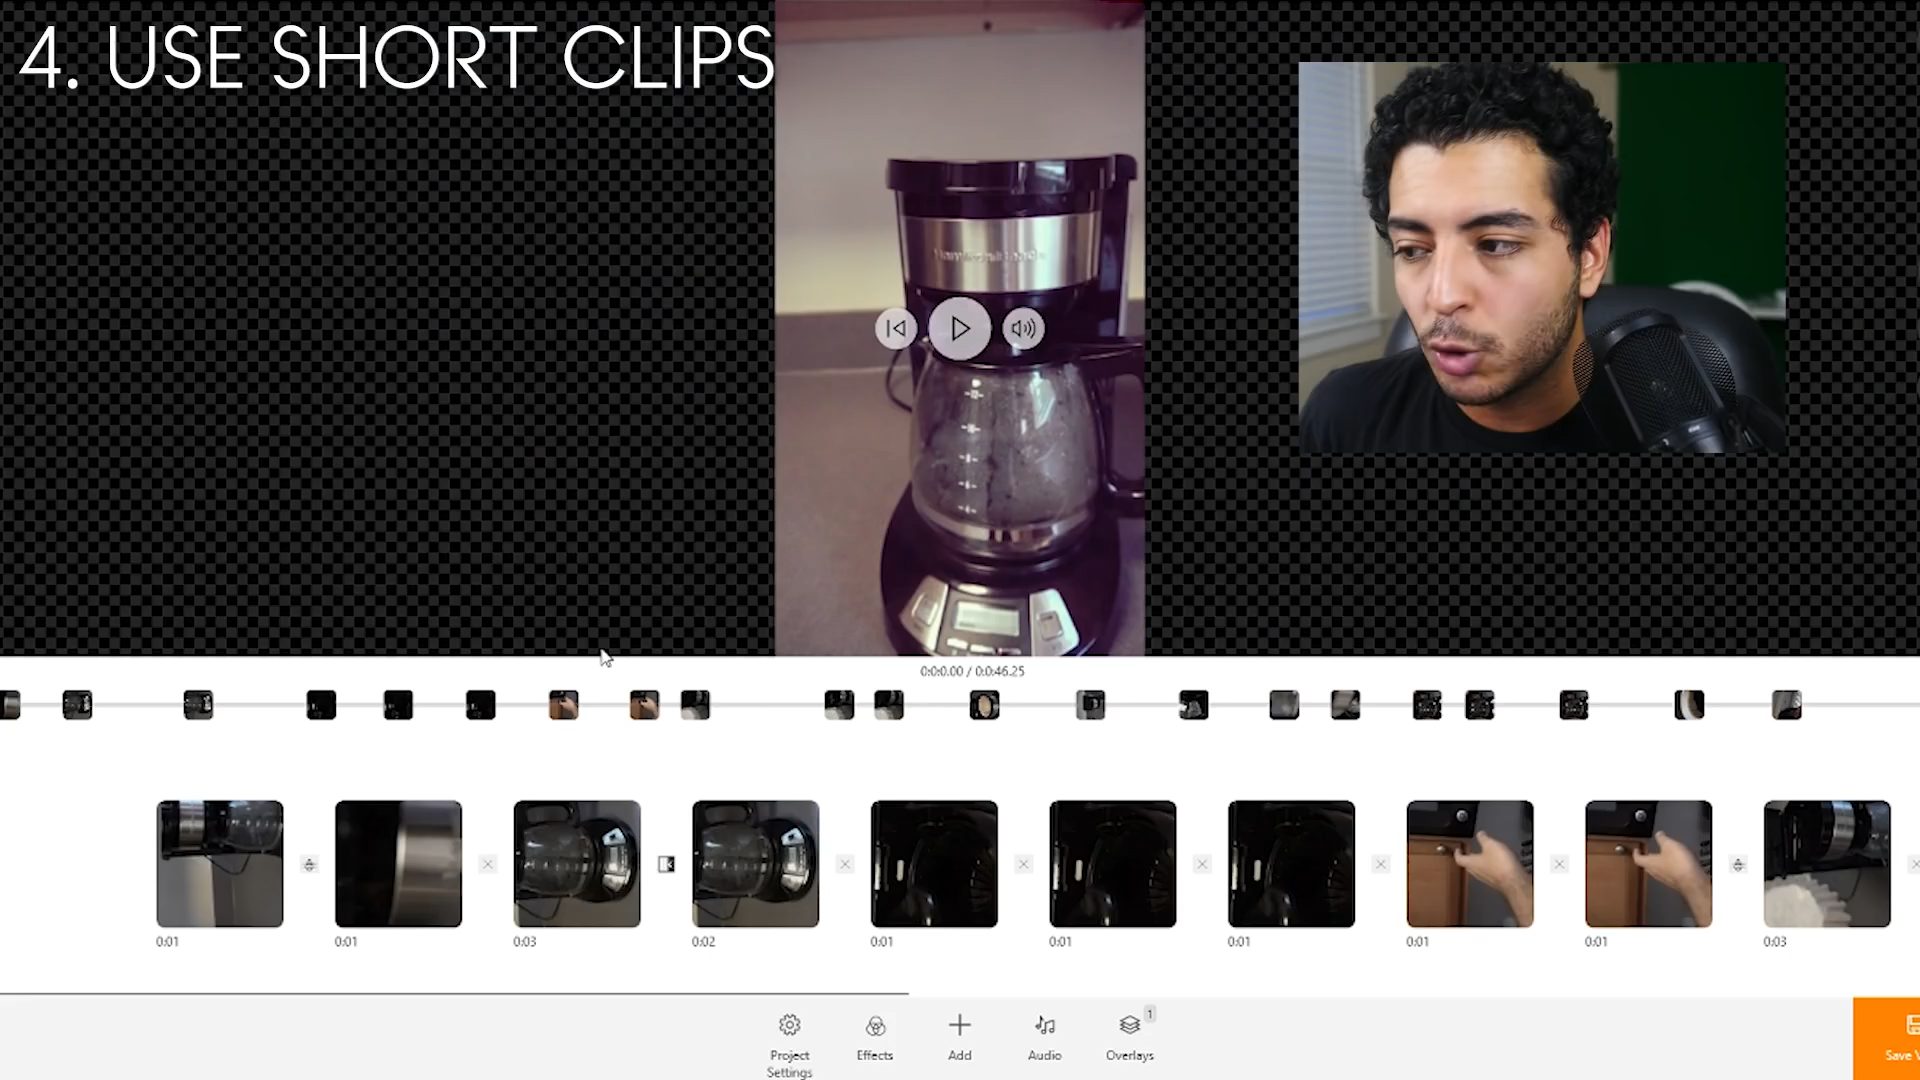 4. USE SHORT CLIPS
0:0:0.00 / 0:0:46.25
0:01
0:01
0:03
0:02
0:01
0:01
0:01
0:01
0:01
0:03
Project Settings
Effects
Add
Audio
Overlays
1
Save